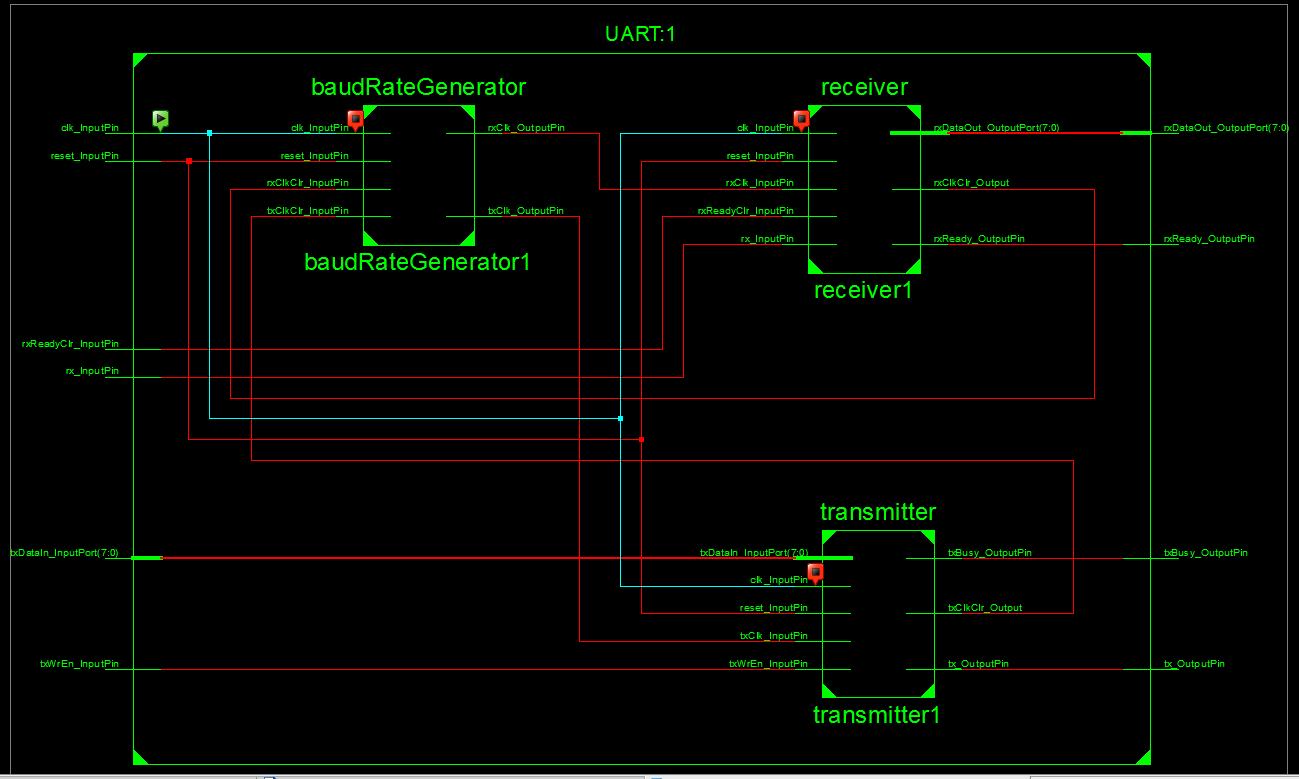 UART:1
baudRateGenerator
receiver
clk_InputPin
clk_InputPin
rxClk_OutputPin
clk_InputPin
rxDataOut_OutputPort(7:0)
rxDataOut_OutputPort(7:0)
reset_InputPin
reset_InputPin
reset_InputPin
rxClkClr_InputPin
rxClk_InputPin
rxClkClr_Output
txClkClr_InputPin
txClk_OutputPin
rxReadyClr_InputPin
rx_InputPin
rxReady_OutputPin
rxReady_OutputPin
baudRateGenerator1
receiver1
rxReadyClr_InputPin
rx_InputPin
transmitter
txDataIn_InputPort(7:0)
txDataIn_InputPort(7:0)
txBusy_OutputPin
txBusy_OutputPin
clk_InputPin
reset_InputPin
txClkClr_Output
txClk_InputPin
txWrEn_InputPin
txWrEn_InputPin
tx_OutputPin
tx_OutputPin
transmitter1